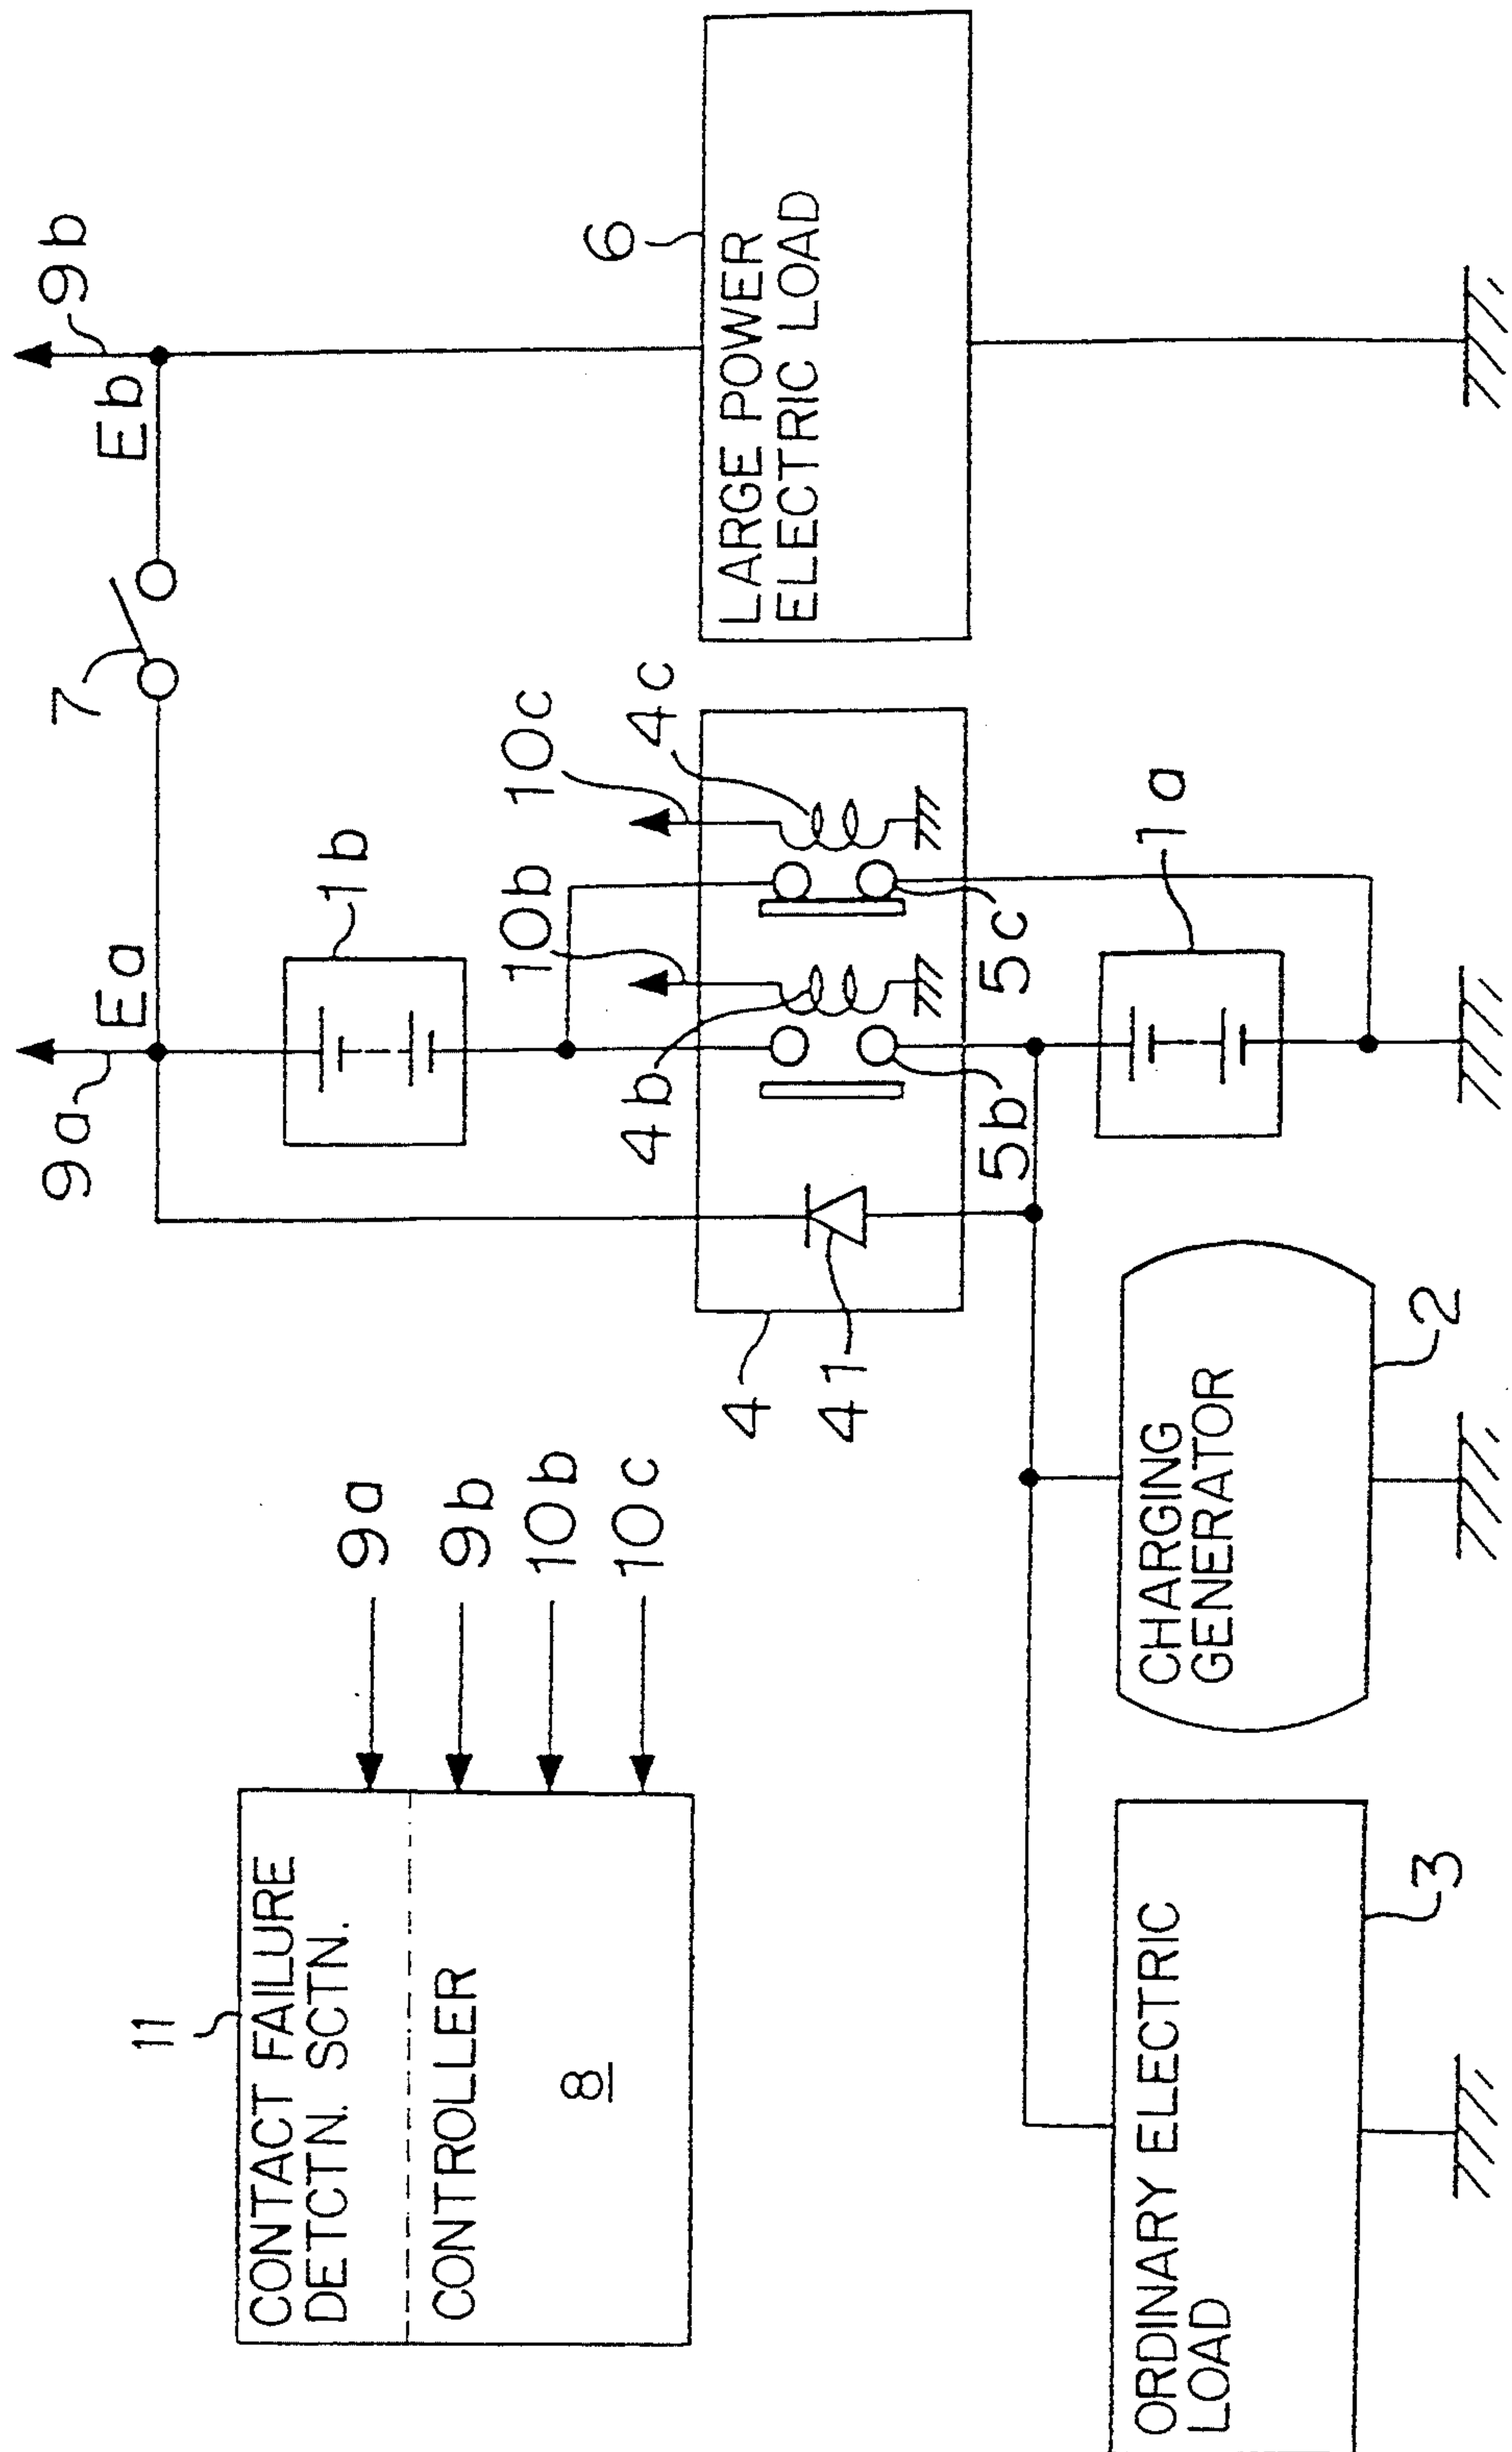 11
CONTACT FAILURE
DETCTN. SCTN.
CONTROLLER
8
9a
9b
10b
10c
9a
Ea
7
Eb
9b
1b
10b
10c
4
41
4b
4c
5b
5c
6
LARGE POWER
ELECTRIC LOAD
1a
ORDINARY ELECTRIC
LOAD
3
CHARGING
GENERATOR
2